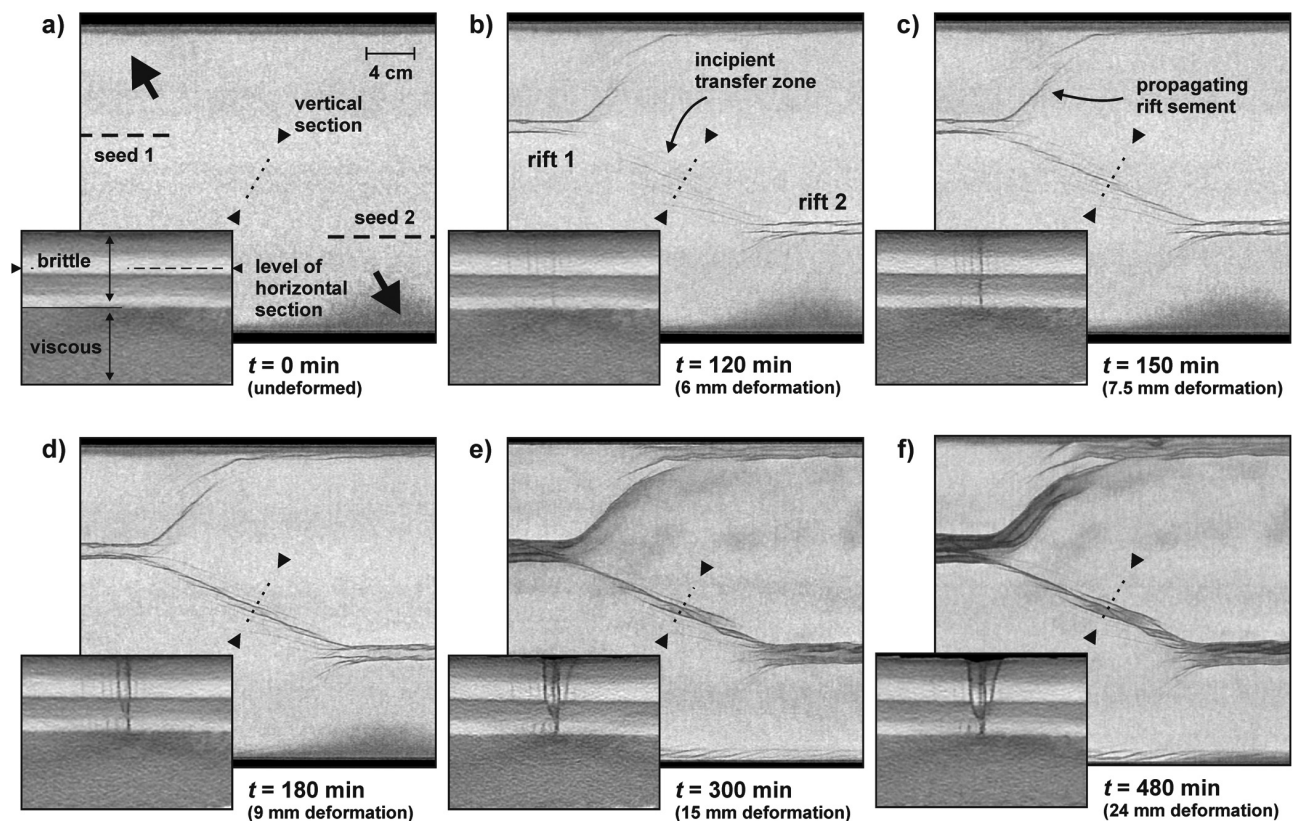 a)
4 cm
vertical
section
seed 1
seed 2
brittle
level of
horizontal
section
viscous
t = 0 min
(undeformed)
b)
incipient
transfer zone
rift 1
rift 2
t = 120 min
(6 mm deformation)
c)
propagating
rift sement
t = 150 min
(7.5 mm deformation)
d)
t = 180 min
(9 mm deformation)
e)
t = 300 min
(15 mm deformation)
f)
t = 480 min
(24 mm deformation)